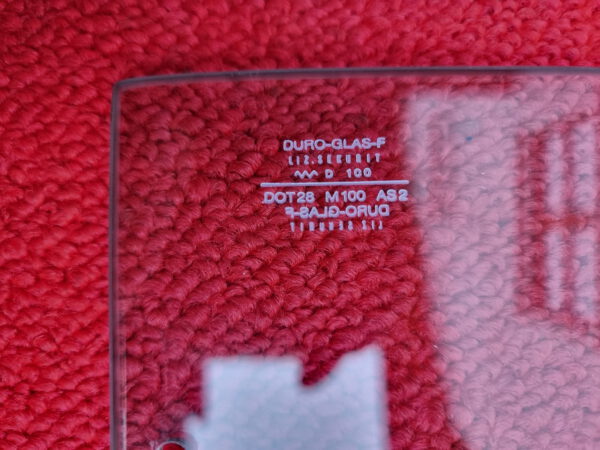 DURO-GLAS-F
LIZ.SEKURIT
D 100
DOT28 M100 AS2
DURO-GLAS-F
LIZ.SEKURIT